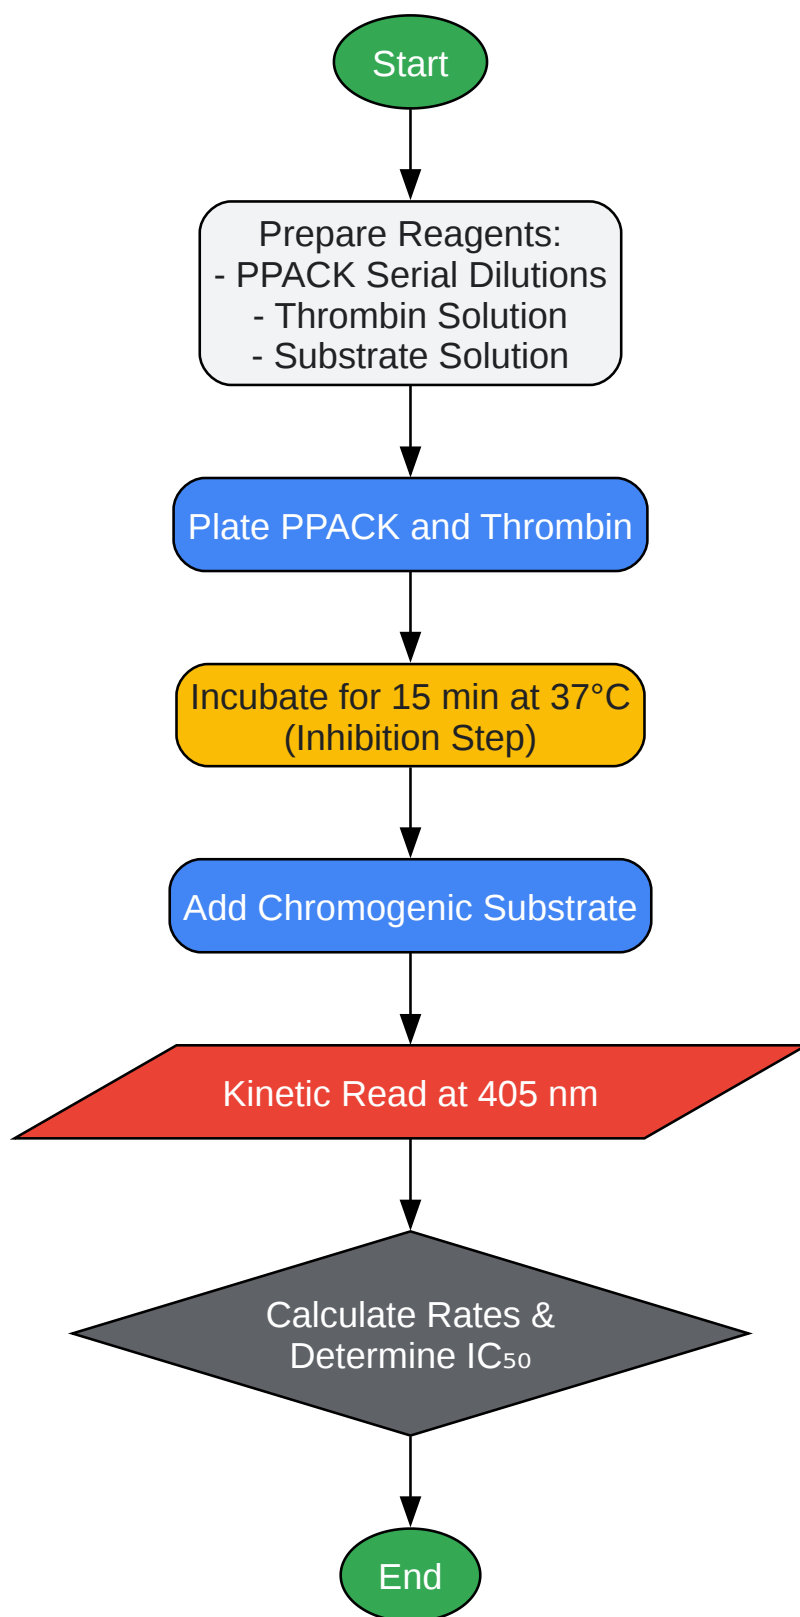 Start
Prepare Reagents:
- PPACK Serial Dilutions
- Thrombin Solution
- Substrate Solution
Plate PPACK and Thrombin
Incubate for 15 min at 37°C
(Inhibition Step)
Add Chromogenic Substrate
Kinetic Read at 405 nm
Calculate Rates &
Determine IC₅₀
End